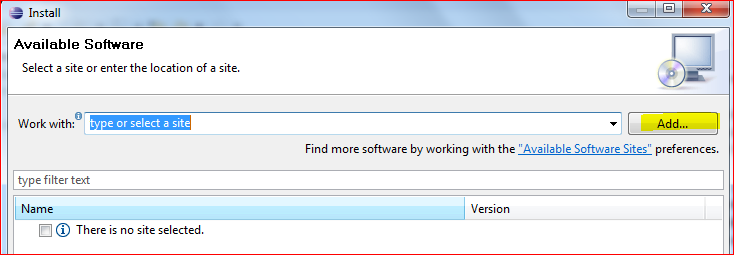 Install
Available Software
Select a site or enter the location of a site.
Work with: type or select a site Add...
Find more software by working with the "Available Software Sites" preferences.
type filter text
Name Version
There is no site selected.